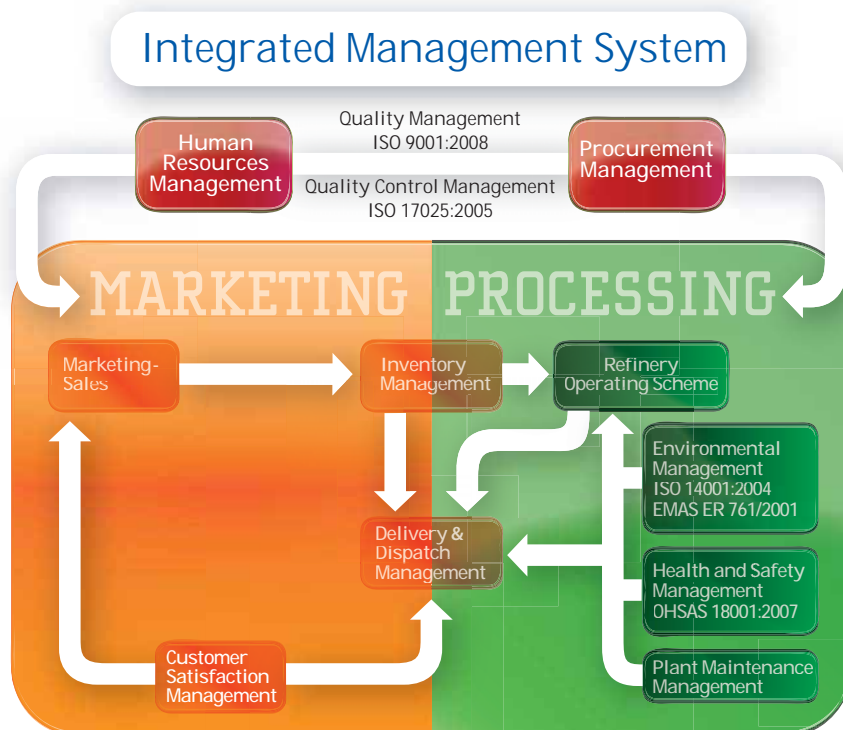 Integrated Management System
Human
Resources
Management
Quality Management
ISO 9001:2008
Quality Control Management
ISO 17025:2005
Procurement
Management
MARKETING
PROCESSING
Marketing-
Sales
Inventory
Management
Refinery
Operating Scheme
Environmental
Management
ISO 14001:2004
EMAS ER 761/2001
Delivery &
Dispatch
Management
Health and Safety
Management
OHSAS 18001:2007
Customer
Satisfaction
Management
Plant Maintenance
Management